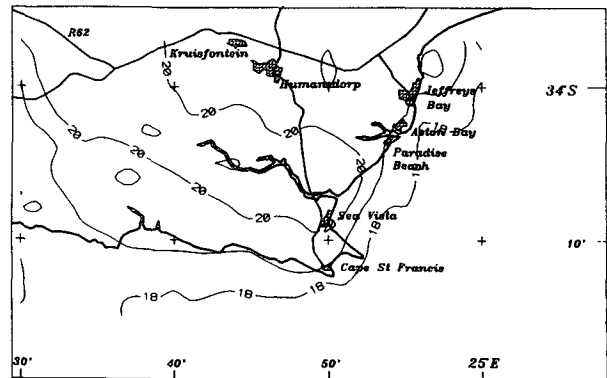 R62
Kruisfontein
20
Humansdorp
Jeffreys
Bay
34°S
18
20
20
Aston Bay
Paradise
Beach
20
20
Sea Vista
18
10'
Cape St Francis
18
18
30'
40'
50'
25°E